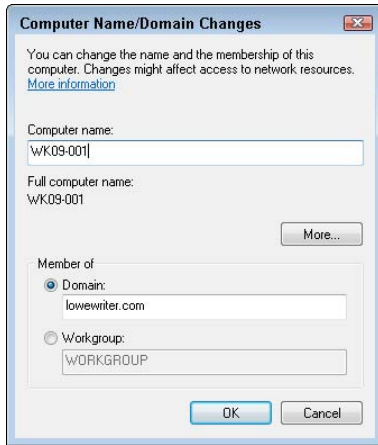 Computer Name/Domain Changes
You can change the name and the membership of this
computer. Changes might affect access to network resources.
More information
Computer name:
WK09-001
Full computer name:
WK09-001
More...
Member of
Domain:
lowewriter.com
Workgroup:
WORKGROUP
OK
Cancel